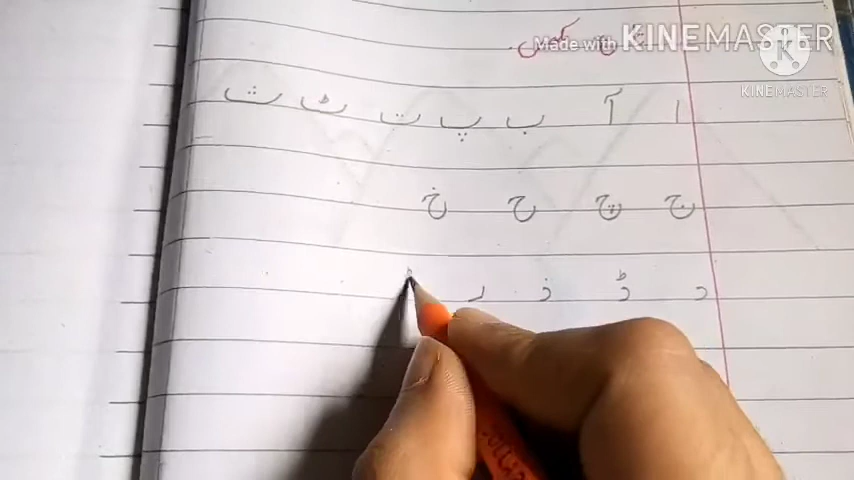 Made with KINEMASTER
KINEMASTER
ا آ ب پ ت ٹ ث
ج چ ح خ
د ڈ ذ ر